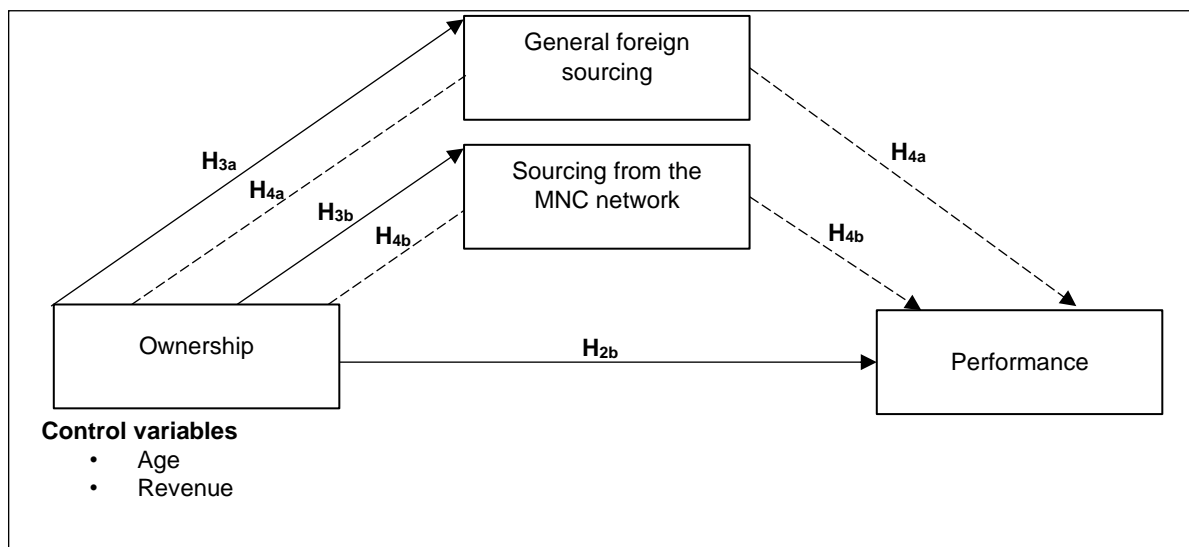 General foreign
sourcing
H3a
H4a
H4a
Sourcing from the
MNC network
H3b
H4b
H4b
Ownership
H2b
Performance
Control variables
• Age
• Revenue